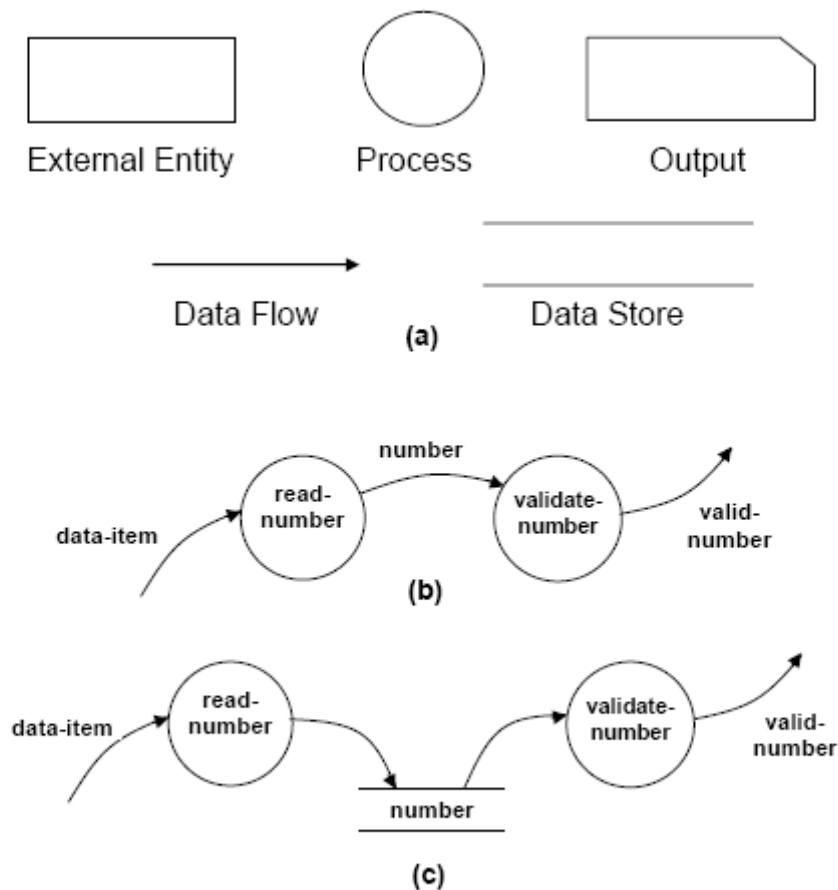 External Entity
Process
Output
Data Flow
Data Store
(a)
number
read-
number
validate-
number
data-item
valid-
number
(b)
read-
number
validate-
number
data-item
valid-
number
number
(c)